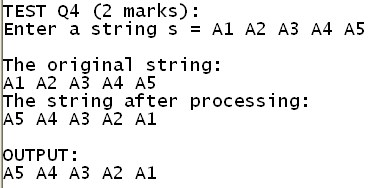 TEST Q4 (2 marks):
Enter a string s = A1 A2 A3 A4 A5
The original string:
A1 A2 A3 A4 A5
The string after processing:
A5 A4 A3 A2 A1
OUTPUT:
A5 A4 A3 A2 A1